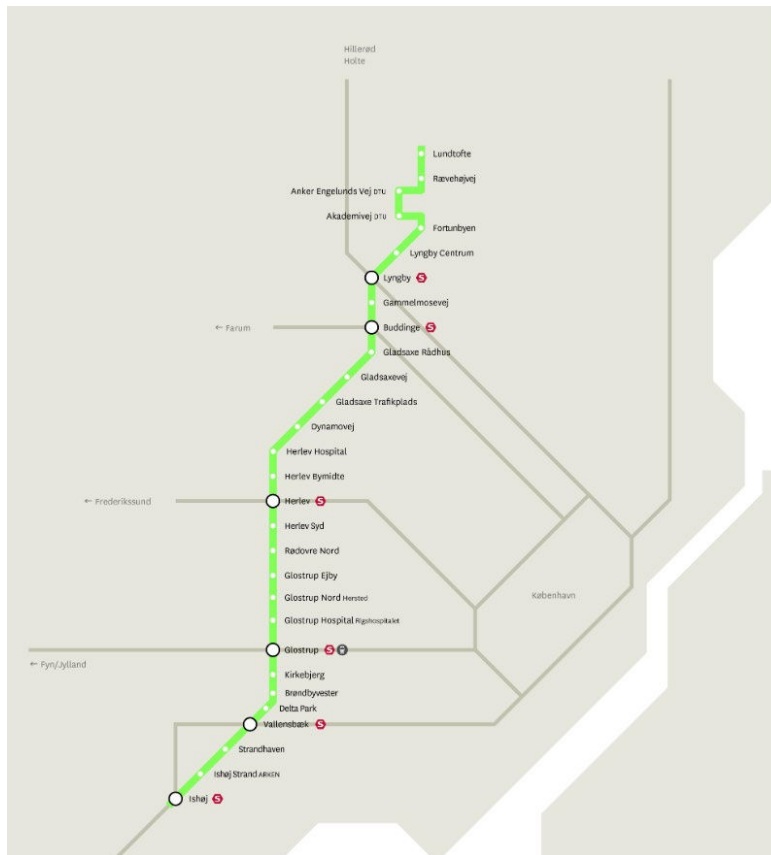 Hillerød
Holte
Lundtofte
Rævehøjvej
Anker Engelunds Vej DTU
Akademivej DTU
Fortunbyen
Lyngby Centrum
Lyngby S
Gammelmosevej
← Farum
Buddinge S
Gladsaxe Rådhus
Gladsaxevej
Gladsaxe Trafikplads
Dynamovej
Herlev Hospital
Herlev Bymidte
← Frederikssund
Herlev S
Herlev Syd
Rødovre Nord
Glostrup Ejby
Glostrup Nord Hersted
København
Glostrup Hospital Rigshospitalet
Glostrup S
← Fyn/Jylland
Kirkebjerg
Brøndbyvester
Delta Park
Vallensbæk S
Strandhaven
Ishøj Strand ARKEN
Ishøj S